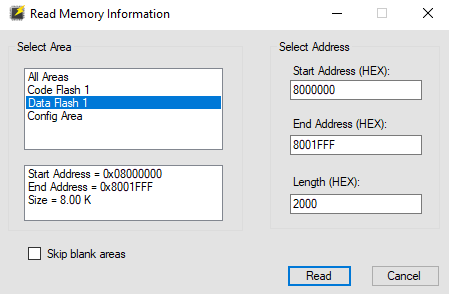 Read Memory Information
Select Area
All Areas
Code Flash 1
Data Flash 1
Config Area
Start Address = 0x08000000
End Address = 0x8001FFF
Size = 8.00 K
Skip blank areas
Select Address
Start Address (HEX):
8000000
End Address (HEX):
8001FFF
Length (HEX):
2000
Read
Cancel